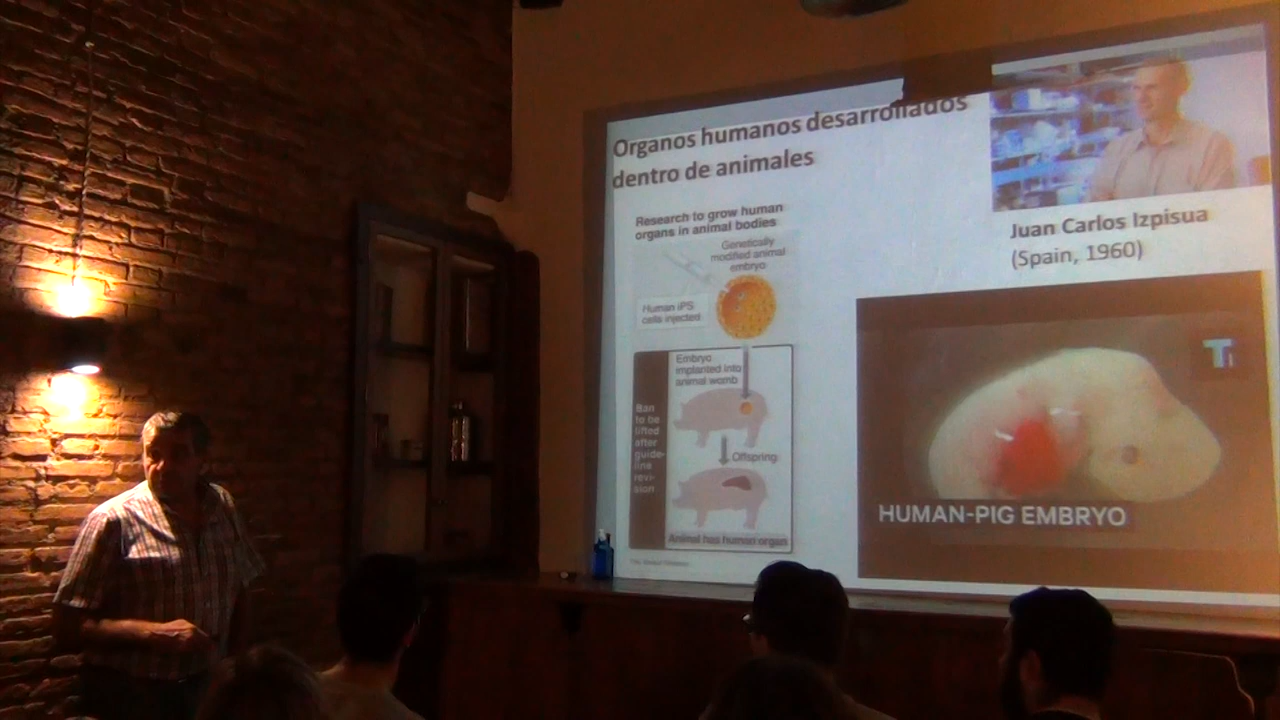 Organos humanos desarrollados
dentro de animales
Research to grow human
organs in animal bodies
Genetically
modified animal
embryo
Human iPS
cells injected
Embryo
implanted into
animal womb
Ban
to be
lifted
after
guide-
line
revi-
sion
Offspring
Animal has human organ
Juan Carlos Izpisua
(Spain, 1960)
HUMAN-PIG EMBRYO